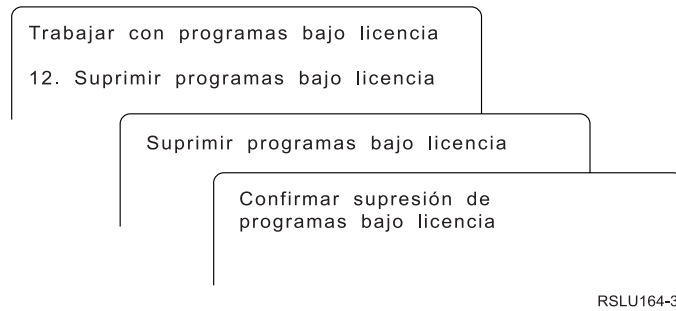 Trabajar con programas bajo licencia
12. Suprimir programas bajo licencia
Suprimir programas bajo licencia
Confirmar supresión de
programas bajo licencia
RSLU164-3